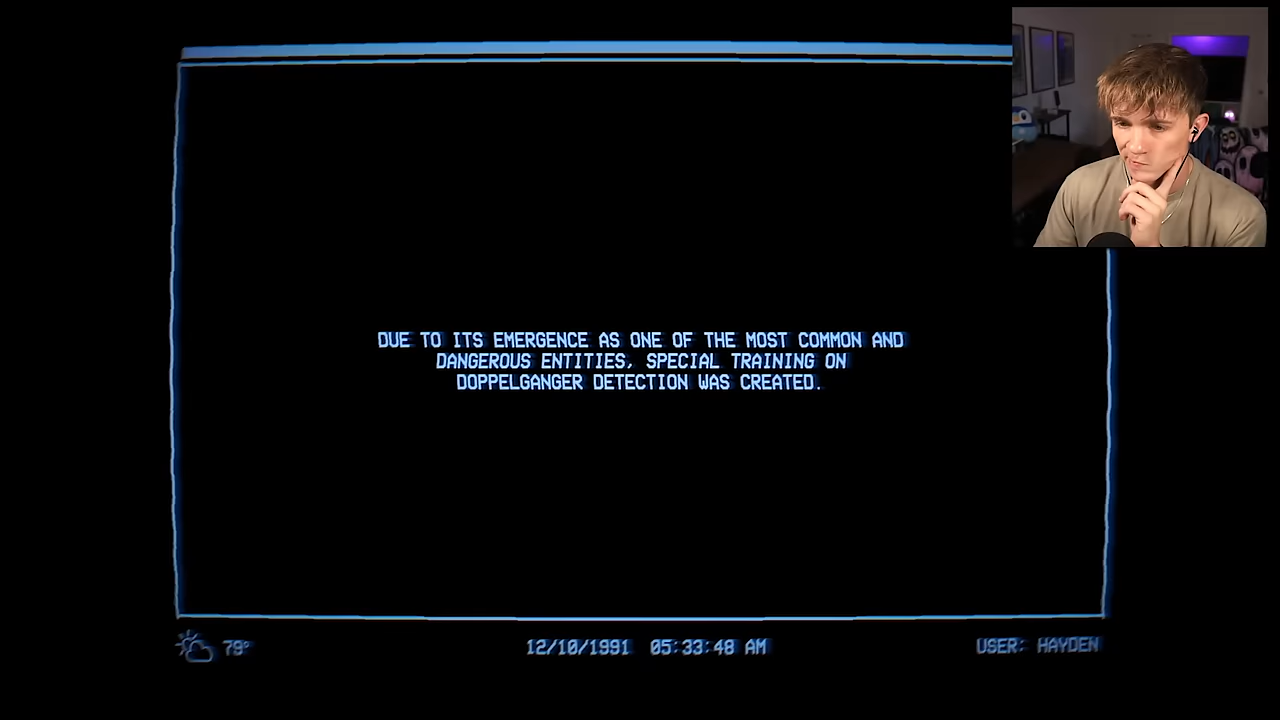 DUE TO ITS EMERGENCE AS ONE OF THE MOST COMMON AND
DANGEROUS ENTITIES, SPECIAL TRAINING ON
DOPPELGANGER DETECTION WAS CREATED.
79°
12/10/1991 05:33:48 AM
USER: HAYDEN